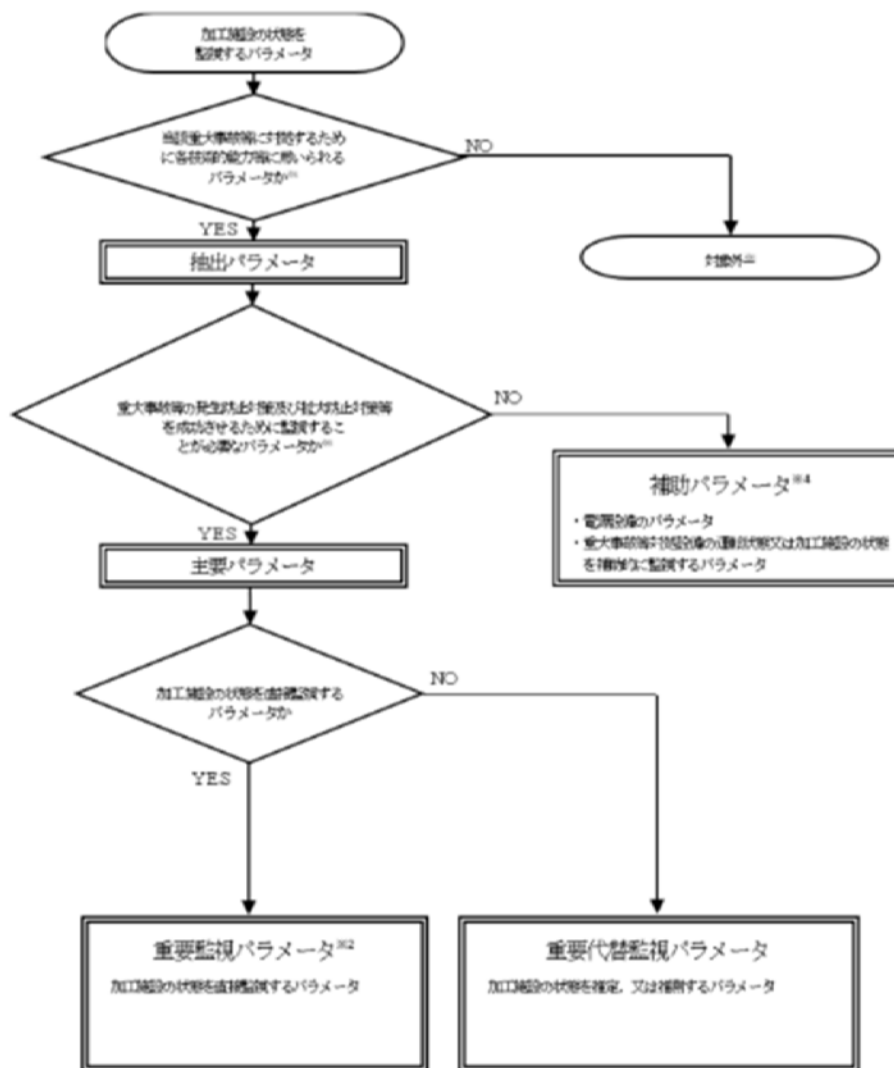 加工施設の状態を
監視するパラメータ
当該重大事故等に対処するため
に各技術的能力等に用いられる
パラメータか
NO
YES
抽出パラメータ
対象外
重大事故等の発生防止対策及び拡大防止対策等
を成功させるために監視するこ
とが必要なパラメータか
NO
YES
補助パラメータ※4
・電源設備のパラメータ
・重大事故等対処設備の運転状態又は加工施設の状態
を補助的に監視するパラメータ
主要パラメータ
加工施設の状態を直接監視する
パラメータか
NO
YES
重要監視パラメータ※2
加工施設の状態を直接監視するパラメータ
重要代替監視パラメータ
加工施設の状態を推定、又は補測するパラメータ